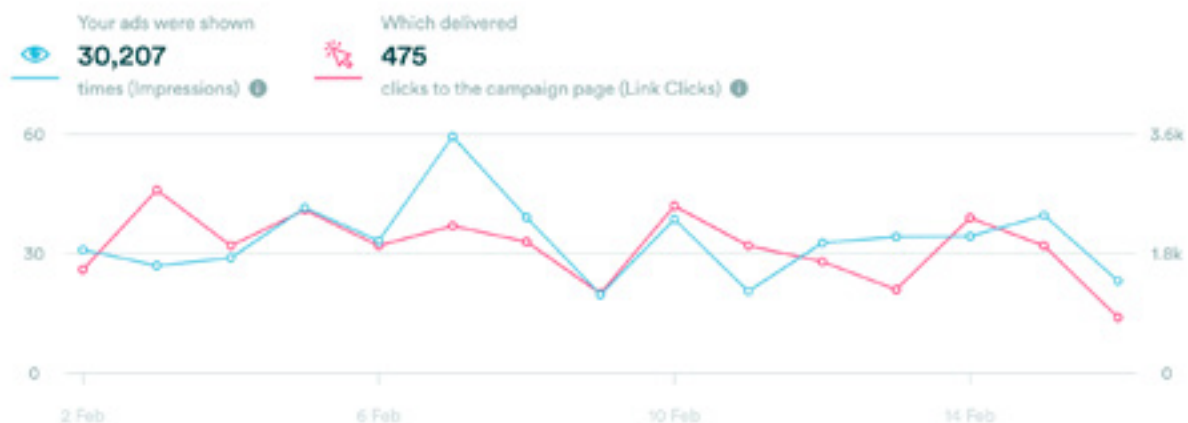 Your ads were shown
30,207
times (Impressions)
Which delivered
475
clicks to the campaign page (Link Clicks)
60
3.6k
30
1.8k
0
0
2 Feb
6 Feb
10 Feb
14 Feb